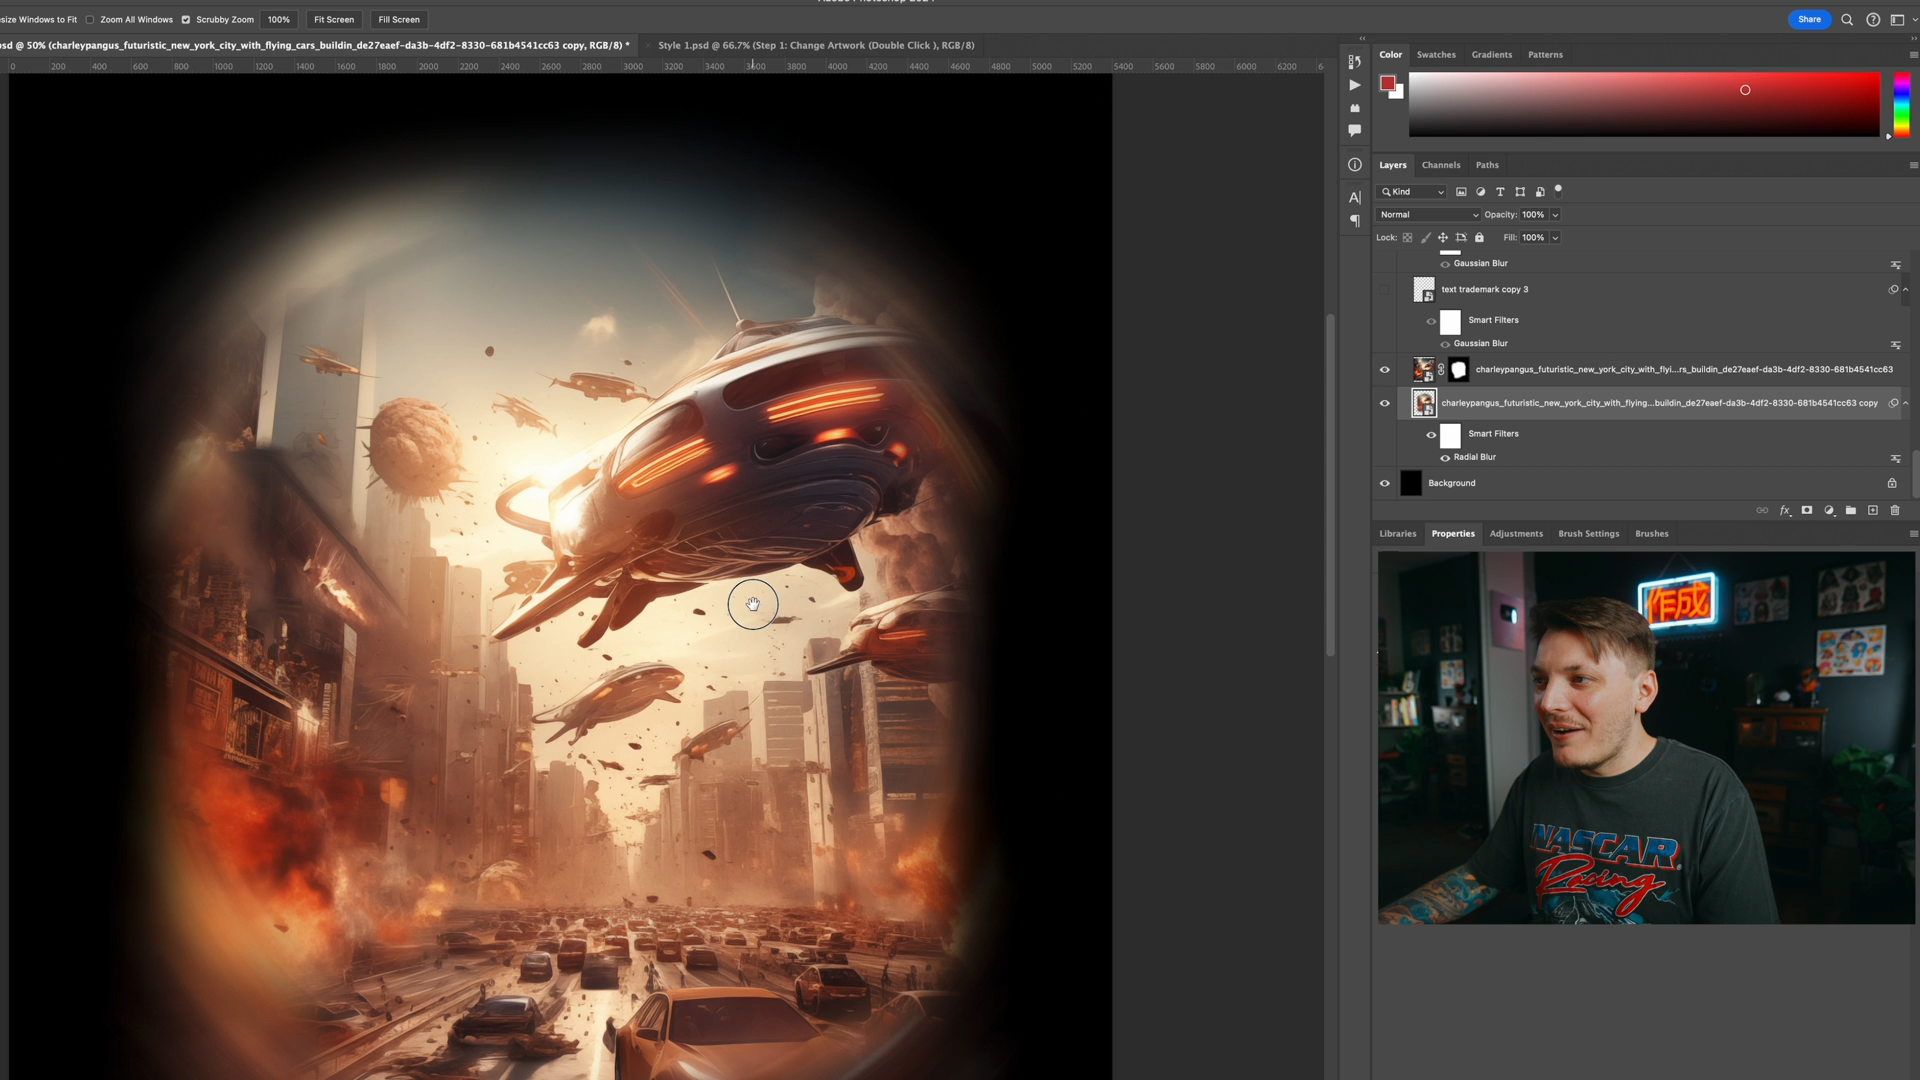 esize Windows to Fit Zoom All Windows Scrubby Zoom 100% Fit Screen Fill Screen Share
sd @ 50% (charleypangus_futuristic_new_york_city_with_flying_cars_buildin_de27eaef-da3b-4df2-8330-681b4541cc63 copy, RGB/8) * Style 1.psd @ 66.7% (Step 1: Change Artwork (Double Click ), RGB/8)
0 200 400 600 800 1000 1200 1400 1600 1800 2000 2200 2400 2600 2800 3000 3200 3400 3600 3800 4000 4200 4400 4600 4800 5000 5200 5400 5600 5800 6000 6200 6
Color Swatches Gradients Patterns
Layers Channels Paths
Kind
Normal Opacity: 100%
Lock: Fill: 100%
Gaussian Blur
text trademark copy 3
Smart Filters
Gaussian Blur
charleypangus_futuristic_new_york_city_with_flyi...rs_buildin_de27eaef-da3b-4df2-8330-681b4541cc63
charleypangus_futuristic_new_york_city_with_flying...buildin_de27eaef-da3b-4df2-8330-681b4541cc63 copy
Smart Filters
Radial Blur
Background
fx
Libraries Properties Adjustments Brush Settings Brushes
作成
NASCAR
Racing